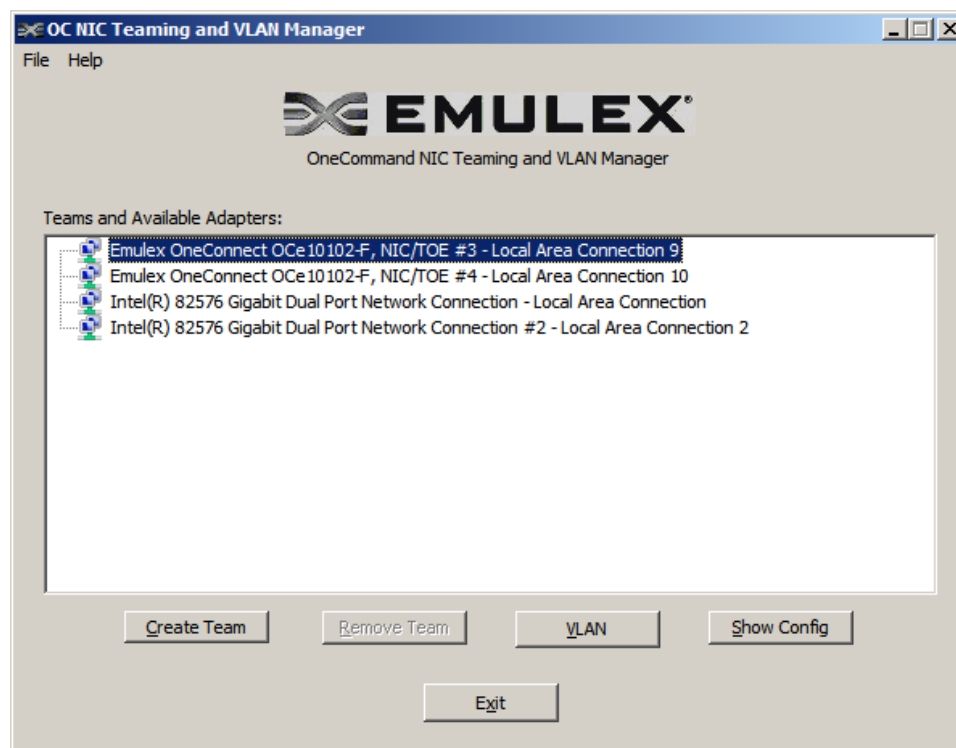 OC NIC Teaming and VLAN Manager
File Help
EMULEX®
OneCommand NIC Teaming and VLAN Manager
Teams and Available Adapters:
Emulex OneConnect OCe10102-F, NIC/TOE #3 - Local Area Connection 9
Emulex OneConnect OCe10102-F, NIC/TOE #4 - Local Area Connection 10
Intel(R) 82576 Gigabit Dual Port Network Connection - Local Area Connection
Intel(R) 82576 Gigabit Dual Port Network Connection #2 - Local Area Connection 2
Create Team Remove Team VLAN Show Config
Exit